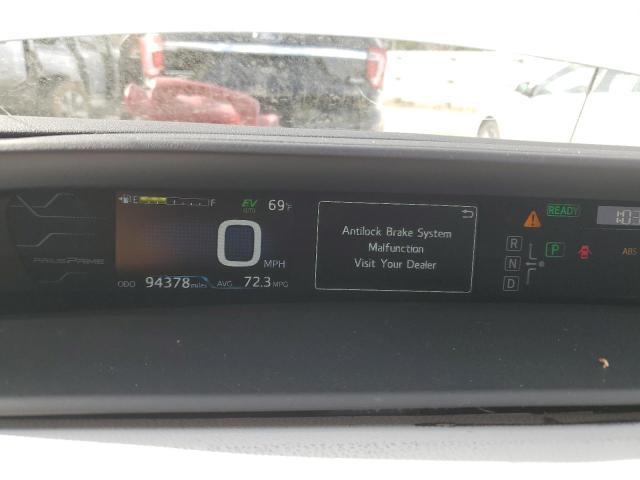 PRIUS PRIME
E F
EV AUTO 69°F
0 MPH
ODO 94378 miles AVG 72.3 MPG
Antilock Brake System
Malfunction
Visit Your Dealer
READY
R
N
D
P
ABS